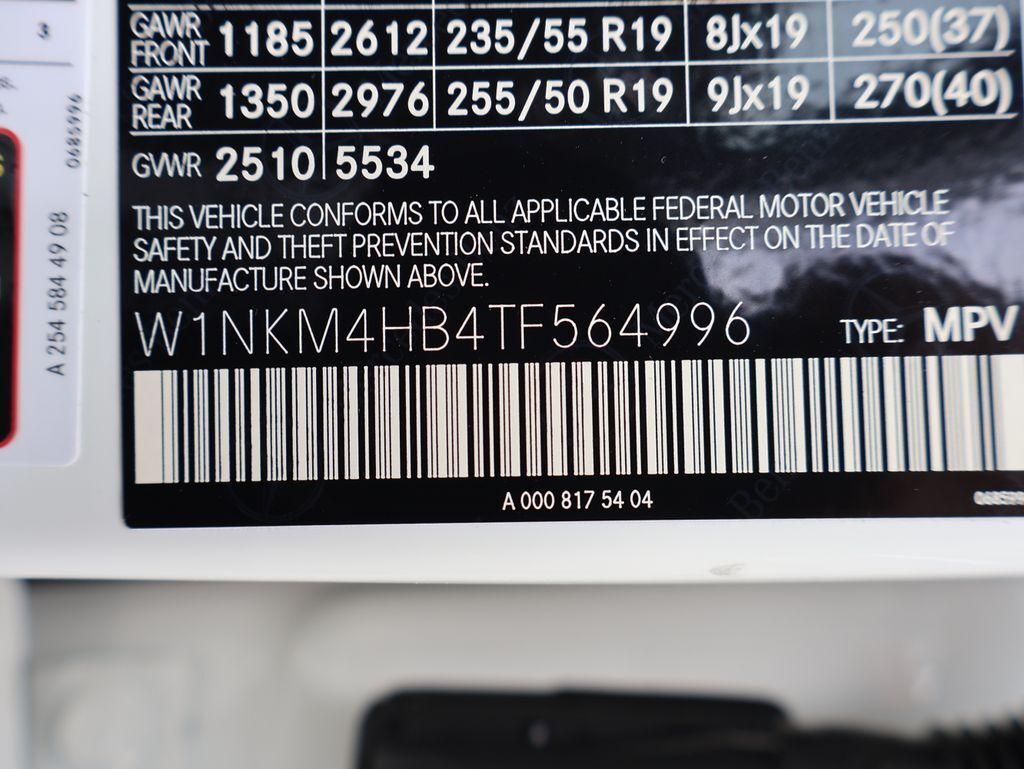 3
0685996
A 254 584 49 08
GAWR FRONT 1185 2612 235/55 R19 8Jx19 250(37)
GAWR REAR 1350 2976 255/50 R19 9Jx19 270(40)
GVWR 2510 5534
THIS VEHICLE CONFORMS TO ALL APPLICABLE FEDERAL MOTOR VEHICLE
SAFETY AND THEFT PREVENTION STANDARDS IN EFFECT ON THE DATE OF
MANUFACTURE SHOWN ABOVE.
W1NKM4HB4TF564996 TYPE: MPV
A 000 817 54 04